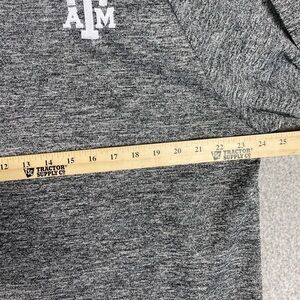 ATM
12 13 14 15 16 17 18 19 20 21 22 23 24 25
TRACTOR SUPPLY CO
TRACTOR SUPPLY CO